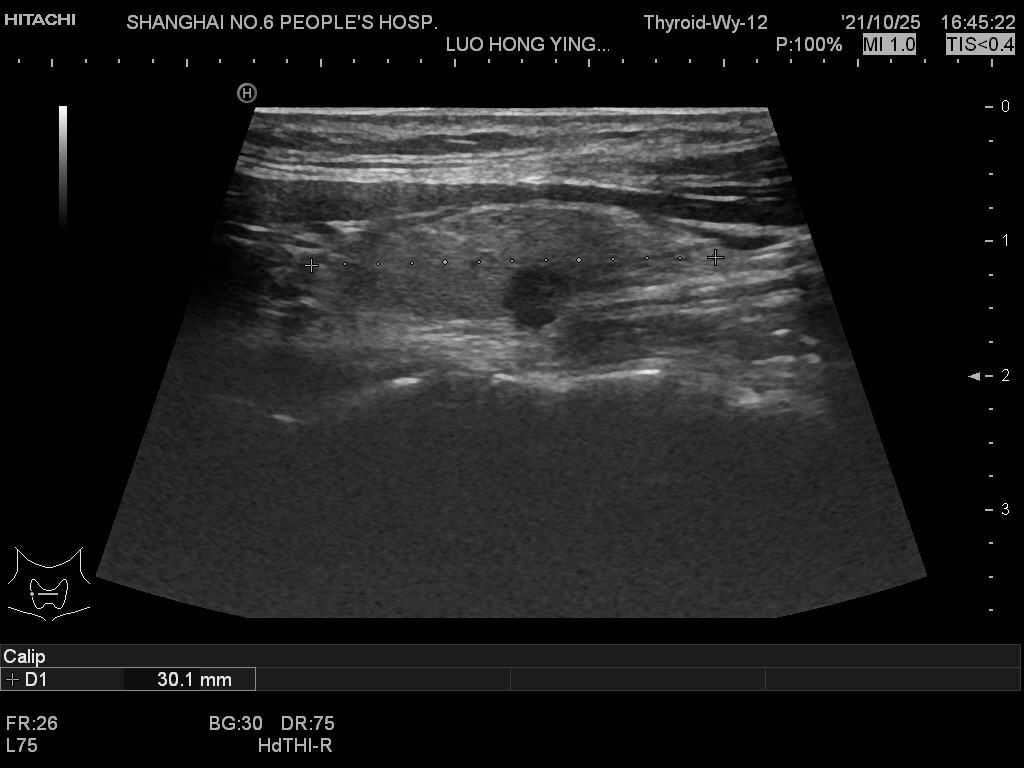 HITACHI SHANGHAI NO.6 PEOPLE'S HOSP. Thyroid-Wy-12 '21/10/25 16:45:22
LUO HONG YING... P:100% MI 1.0 TIS<0.4
H
0
1
2
3
Calip
D1 30.1 mm
FR:26 BG:30 DR:75
L75 HdTHI-R